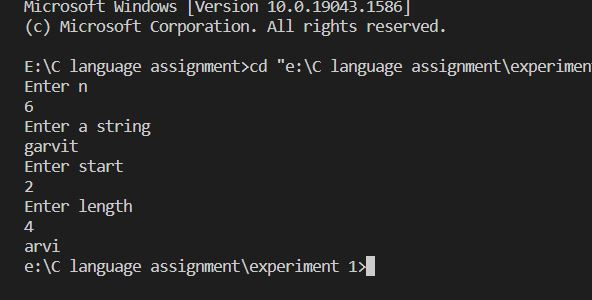 Microsoft Windows [Version 10.0.19043.1586]
(c) Microsoft Corporation. All rights reserved.
E:\C language assignment>cd "e:\C language assignment\experimen
Enter n
6
Enter a string
garvit
Enter start
2
Enter length
4
arvi
e:\C language assignment\experiment 1>